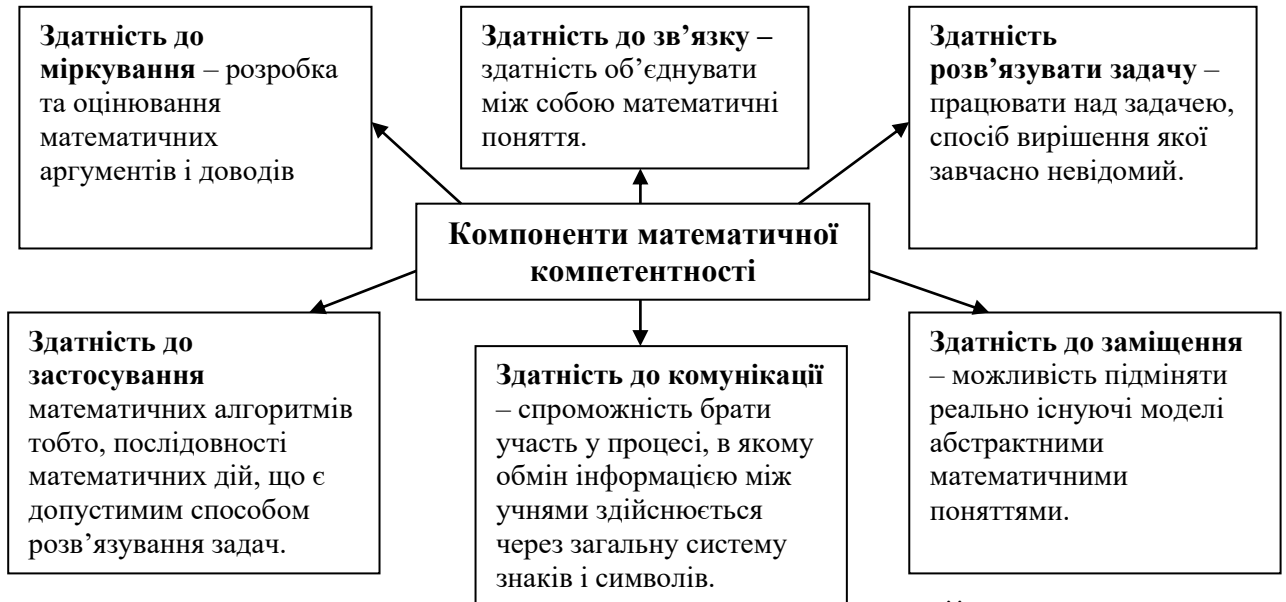 Здатність до
міркування – розробка
та оцінювання
математичних
аргументів і доводів
Здатність до зв’язку –
здатність об’єднувати
між собою математичні
поняття.
Здатність
розв’язувати задачу –
працювати над задачею,
спосіб вирішення якої
завчасно невідомий.
Компоненти математичної
компетентності
Здатність до
застосування
математичних алгоритмів
тобто, послідовності
математичних дій, що є
допустимим способом
розв’язування задач.
Здатність до комунікації
– спроможність брати
участь у процесі, в якому
обмін інформацією між
учнями здійснюється
через загальну систему
знаків і символів.
Здатність до заміщення
– можливість підміняти
реально існуючі моделі
абстрактними
математичними
поняттями.